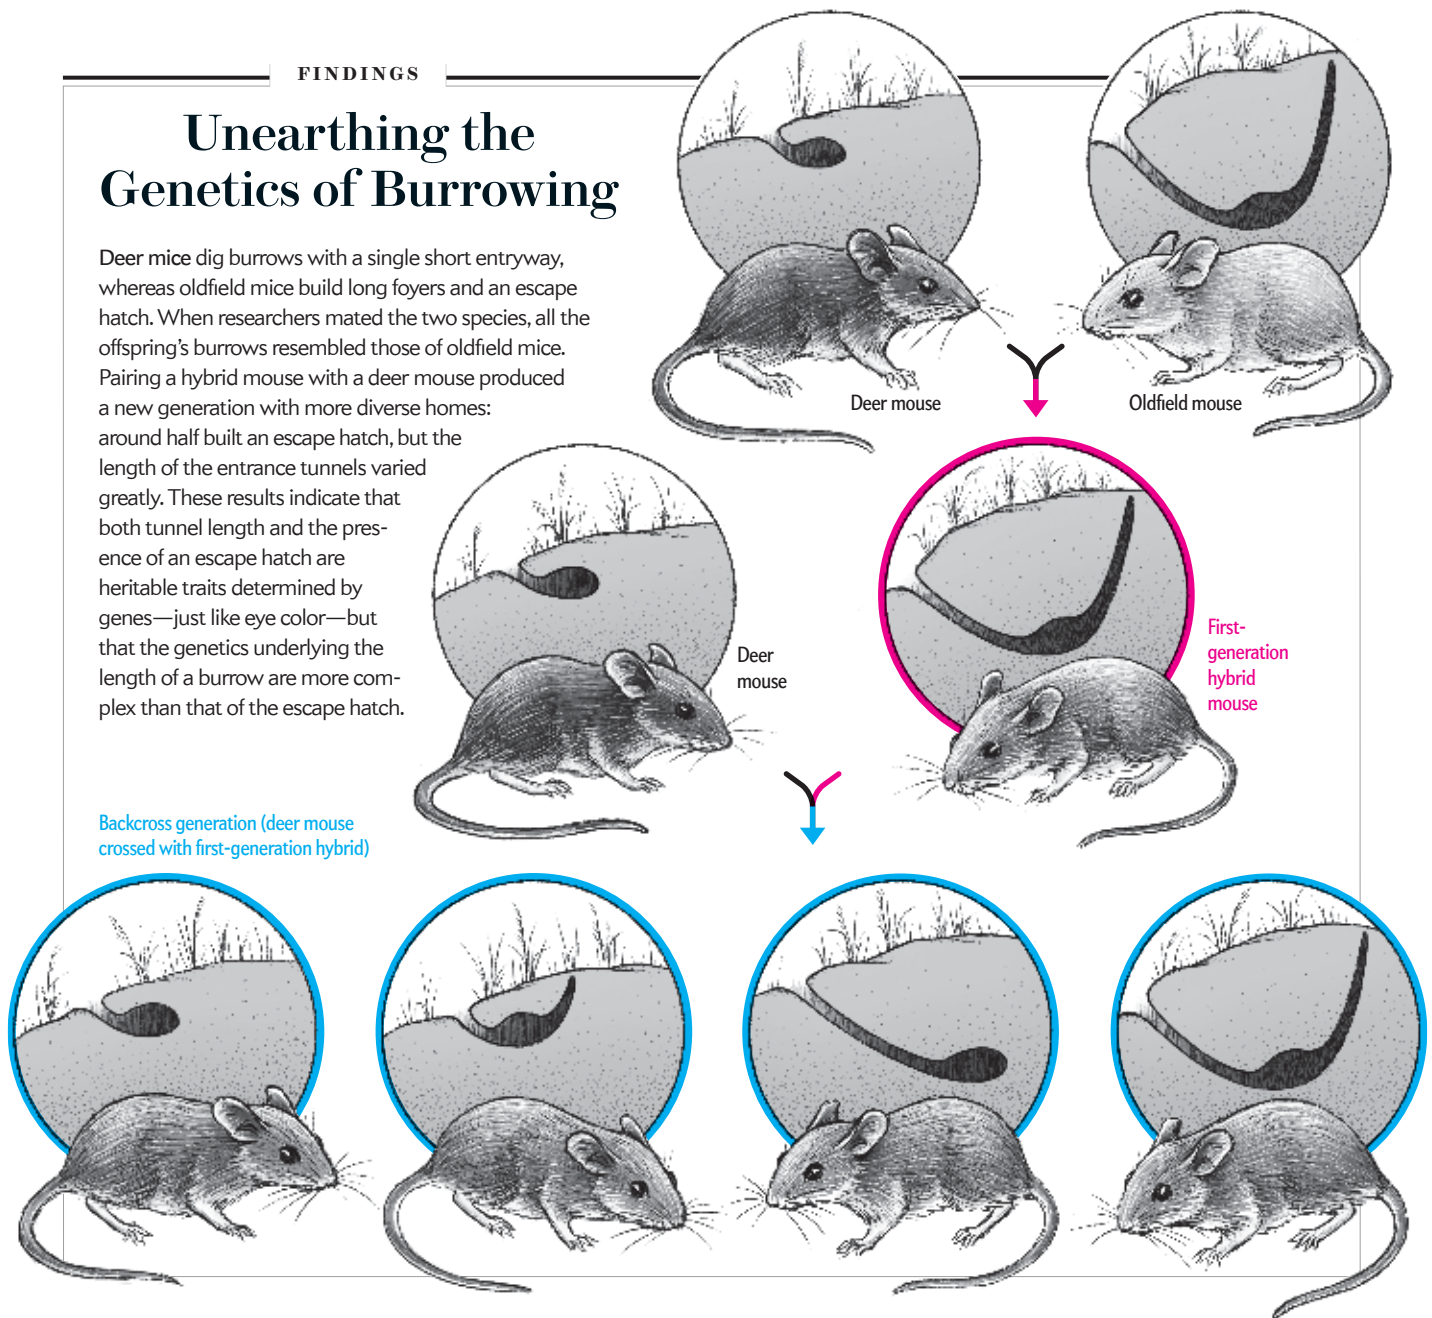 FINDINGS
Unearthing the
Genetics of Burrowing
Deer mice dig burrows with a single short entryway,
whereas oldfield mice build long foyers and an escape
hatch. When researchers mated the two species, all the
offspring’s burrows resembled those of oldfield mice.
Pairing a hybrid mouse with a deer mouse produced
a new generation with more diverse homes:
around half built an escape hatch, but the
length of the entrance tunnels varied
greatly. These results indicate that
both tunnel length and the pres-
ence of an escape hatch are
heritable traits determined by
genes—just like eye color—but
that the genetics underlying the
length of a burrow are more com-
plex than that of the escape hatch.
Deer mouse
Oldfield mouse
Deer
mouse
First-
generation
hybrid
mouse
Backcross generation (deer mouse
crossed with first-generation hybrid)